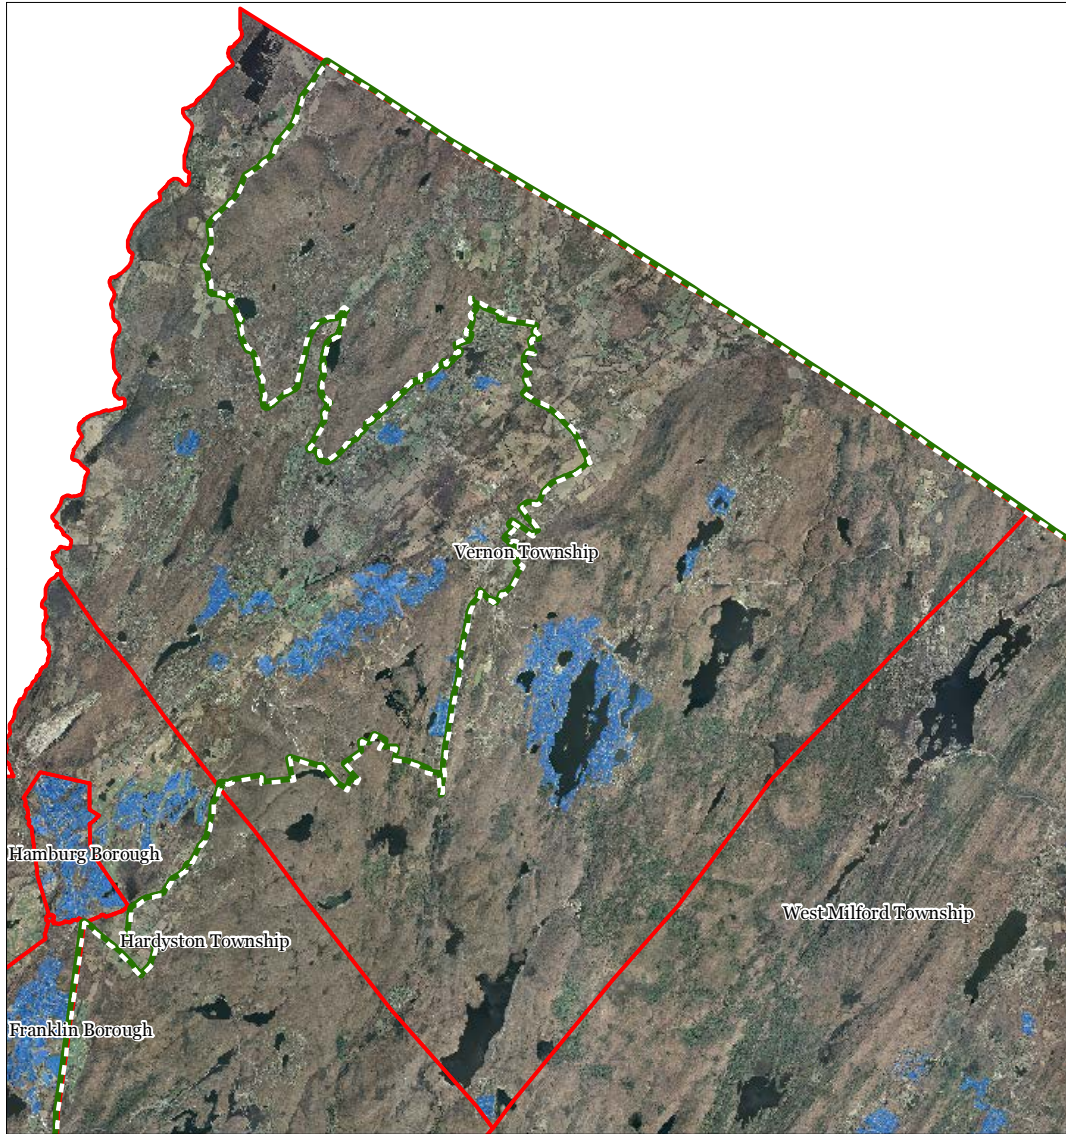 Vernon Township
Hamburg Borough
West Milford Township
Hardyston Township
Franklin Borough